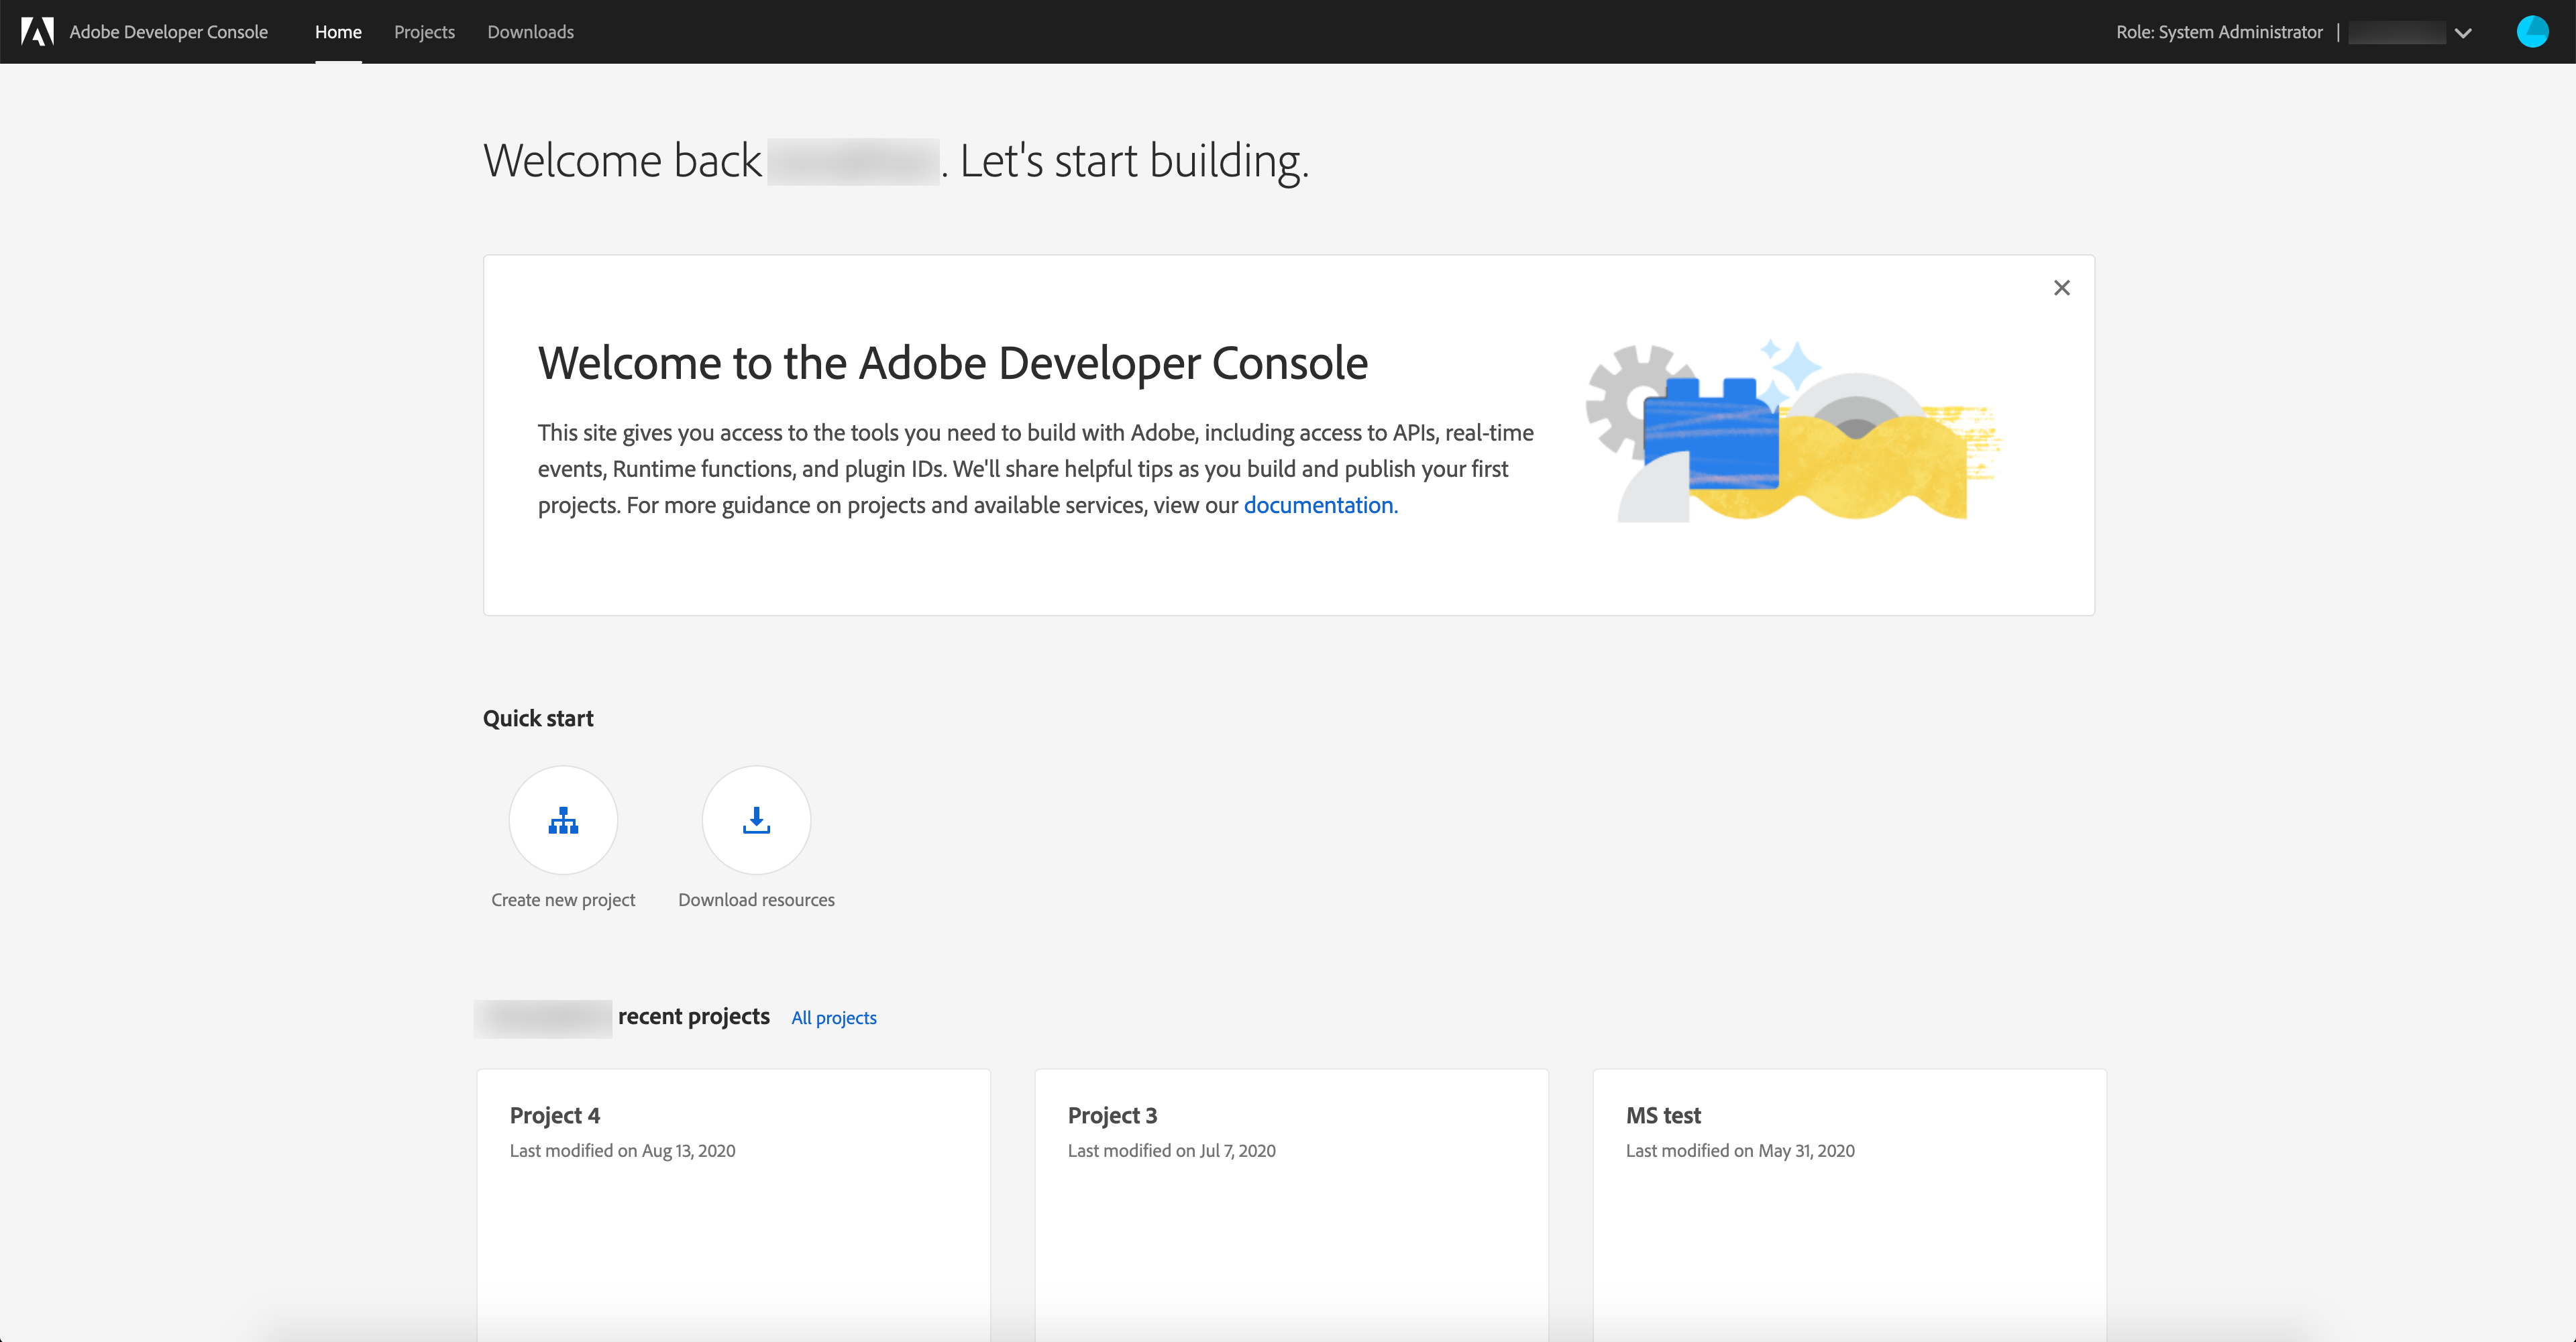 Adobe Developer Console Home Projects Downloads Role: System Administrator |
Welcome back . Let's start building.
Welcome to the Adobe Developer Console
This site gives you access to the tools you need to build with Adobe, including access to APIs, real-time
events, Runtime functions, and plugin IDs. We'll share helpful tips as you build and publish your first
projects. For more guidance on projects and available services, view our documentation.
Quick start
Create new project Download resources
recent projects All projects
Project 4 Project 3 MS test
Last modified on Aug 13, 2020 Last modified on Jul 7, 2020 Last modified on May 31, 2020